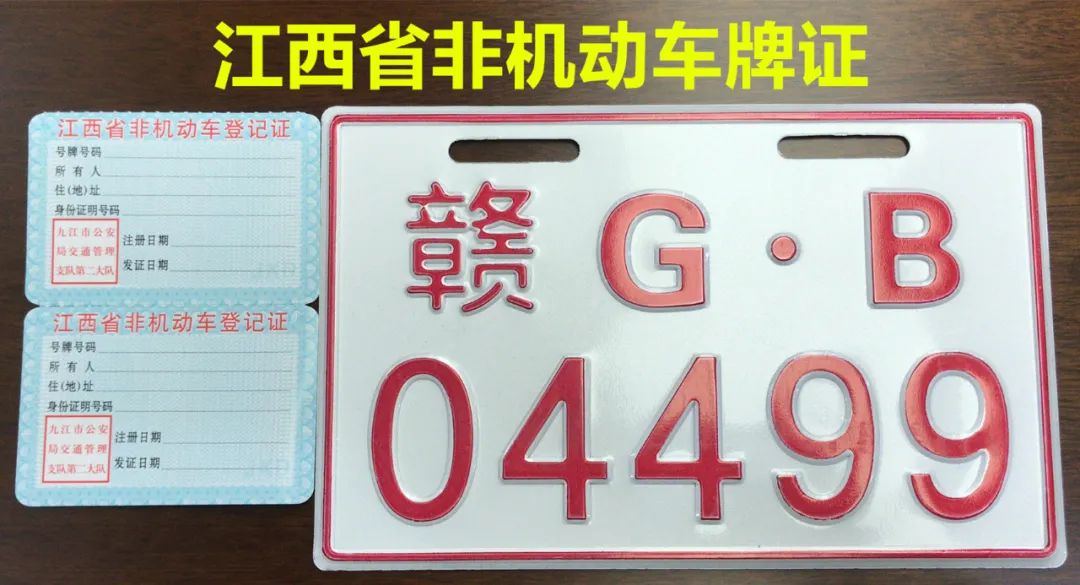 江西省非机动车牌证
江西省非机动车登记证
号牌号码
所有人
住(地)址
身份证明号码
九江市公安
局交通管理
支队第二大队
注册日期
发证日期
JXD
江西省非机动车登记证
号牌号码
所有人
住(地)址
身份证明号码
九江市公安
局交通管理
支队第二大队
注册日期
发证日期
JXD
赣G·B
04499